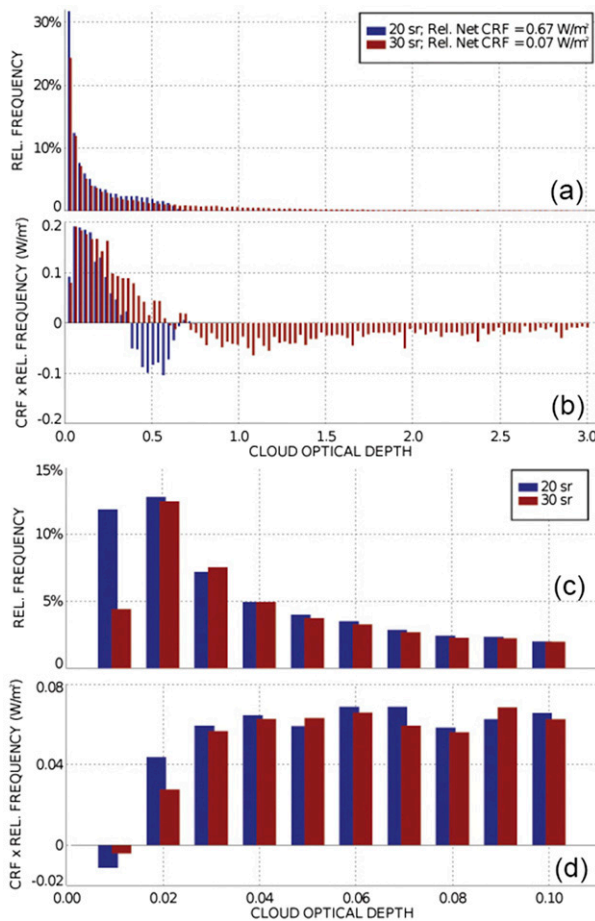 20 sr; Rel. Net CRF = 0.67 W/m²
30 sr; Rel. Net CRF = 0.07 W/m²
30%
20%
10%
0
REL. FREQUENCY
(a)
0.2
0.1
0
-0.1
-0.2
CRF x REL. FREQUENCY (W/m²)
(b)
0.0 0.5 1.0 1.5 2.0 2.5 3.0
CLOUD OPTICAL DEPTH
15%
10%
5%
0
REL. FREQUENCY
20 sr
30 sr
(c)
0.08
0.04
0
-0.02
CRF x REL. FREQUENCY (W/m²)
(d)
0.00 0.02 0.04 0.06 0.08 0.10
CLOUD OPTICAL DEPTH